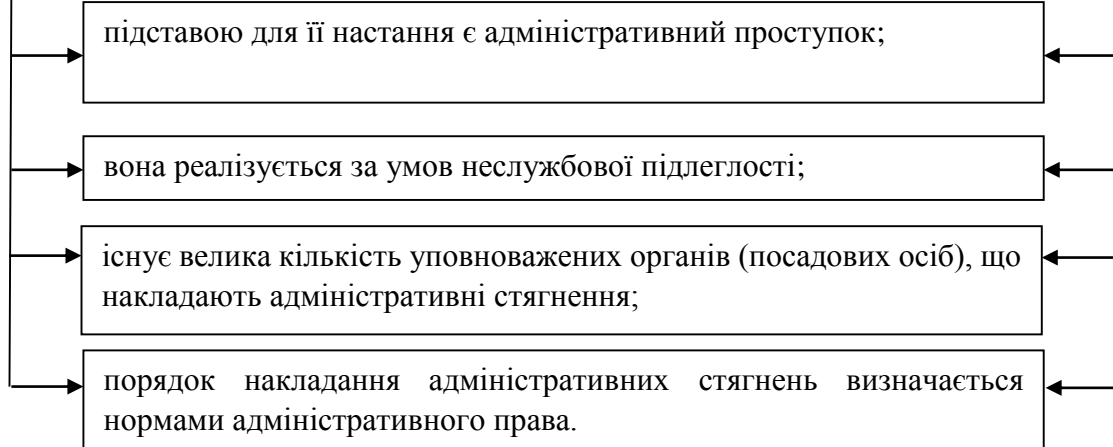 підставою для її настання є адміністративний проступок;
вона реалізується за умов неслужбової підлеглості;
існує велика кількість уповноважених органів (посадових осіб), що
накладають адміністративні стягнення;
порядок накладання адміністративних стягнень визначається
нормами адміністративного права.